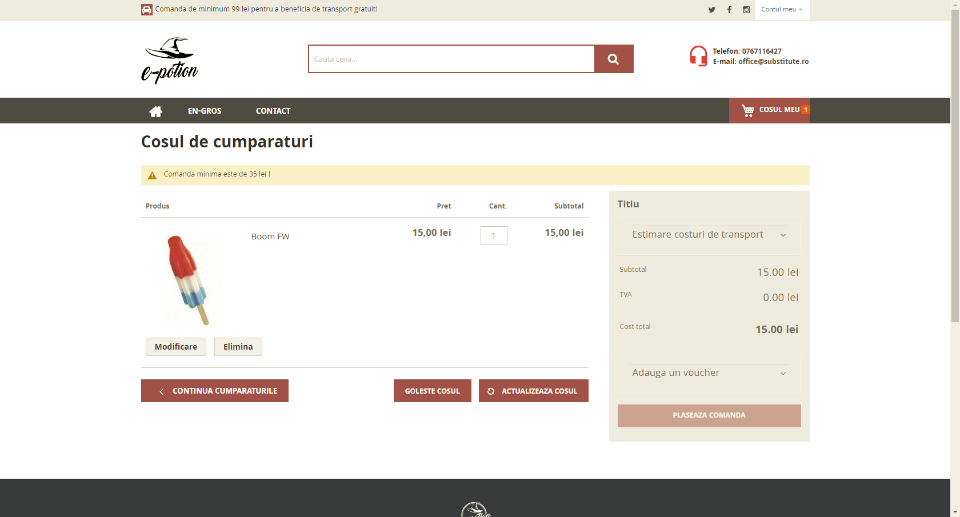 Comanda de minimum 99 lei pentru a beneficia de transport gratuit!
Contul meu
e-potion
Cauta ceva...
Telefon: 0767116427
E-mail: office@substitute.ro
EN-GROS
CONTACT
COSUL MEU 1
Cosul de cumparaturi
Comanda minima este de 35 lei !
Produs Pret Cant. Subtotal
Boom FW 15,00 lei 1 15,00 lei
Modificare Elimina
CONTINUA CUMPARATURILE GOLESTE COSUL ACTUALIZEAZA COSUL
Titlu
Estimare costuri de transport
Subtotal 15.00 lei
TVA 0.00 lei
Cost total 15.00 lei
Adauga un voucher
PLASEAZA COMANDA